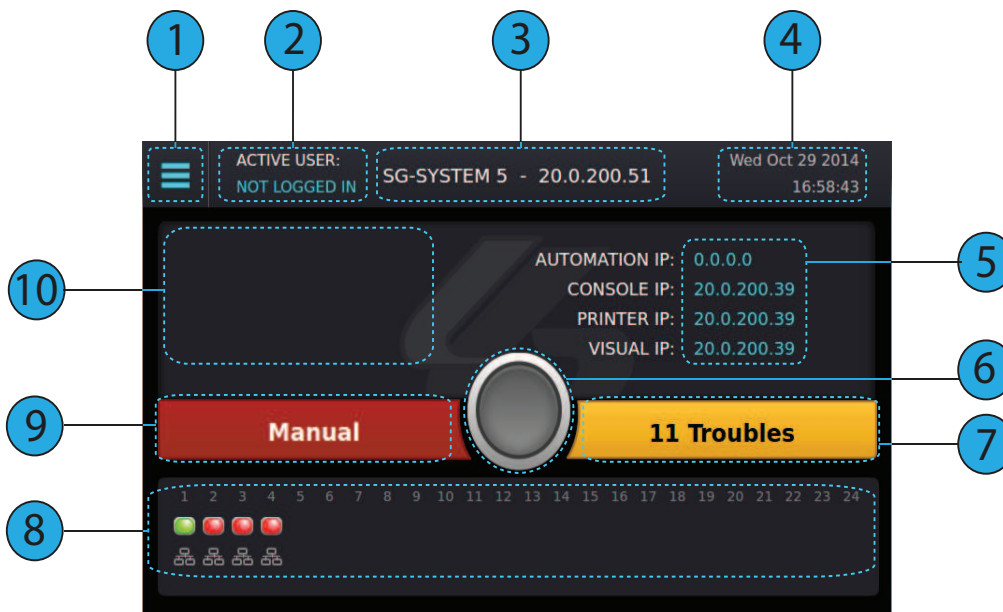 1 2 3 4
ACTIVE USER:
NOT LOGGED IN
SG-SYSTEM 5 - 20.0.200.51
Wed Oct 29 2014
16:58:43
10
AUTOMATION IP: 0.0.0.0
CONSOLE IP: 20.0.200.39
PRINTER IP: 20.0.200.39
VISUAL IP: 20.0.200.39
5
6
9
Manual
11 Troubles
7
8
1 2 3 4 5 6 7 8 9 10 11 12 13 14 15 16 17 18 19 20 21 22 23 24